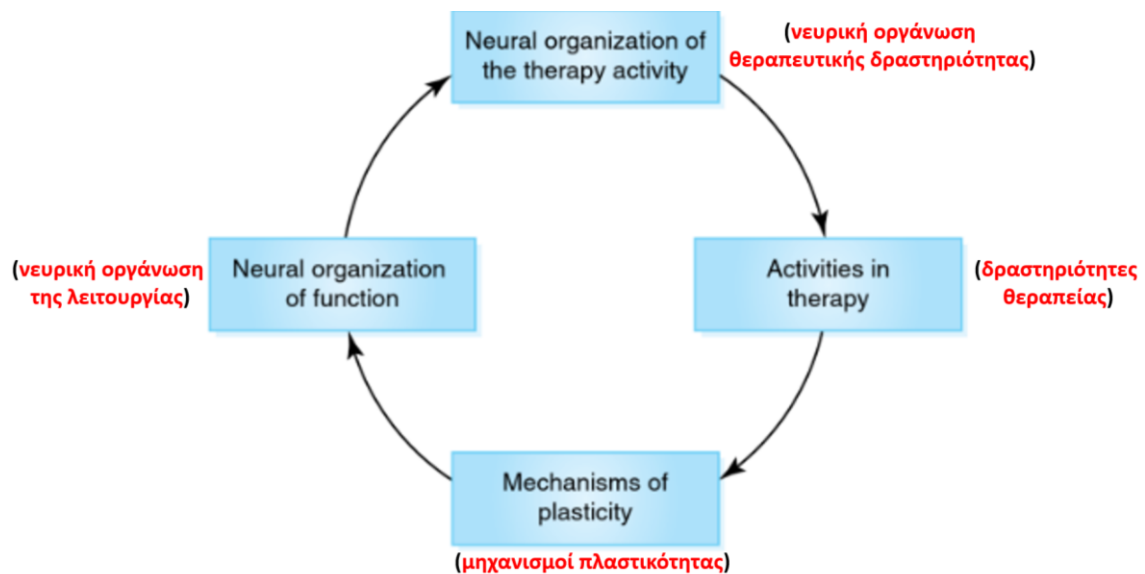 Neural organization of
the therapy activity
(νευρική οργάνωση
θεραπευτικής δραστηριότητας)
(νευρική οργάνωση
της λειτουργίας)
Neural organization
of function
Activities in
therapy
(δραστηριότητες
θεραπείας)
Mechanisms of
plasticity
(μηχανισμοί πλαστικότητας)